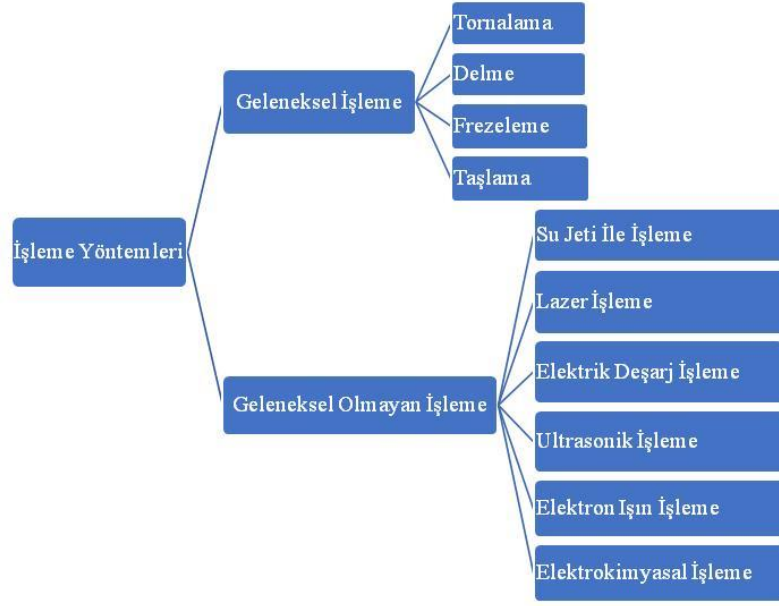 İşleme Yöntemleri
Geleneksel İşleme
Tornalama
Delme
Frezeleme
Taşlama
Geleneksel Olmayan İşleme
Su Jeti İle İşleme
Lazer İşleme
Elektrik Deşarj İşleme
Ultrasonik İşleme
Elektron Işın İşleme
Elektrokimyasal İşleme